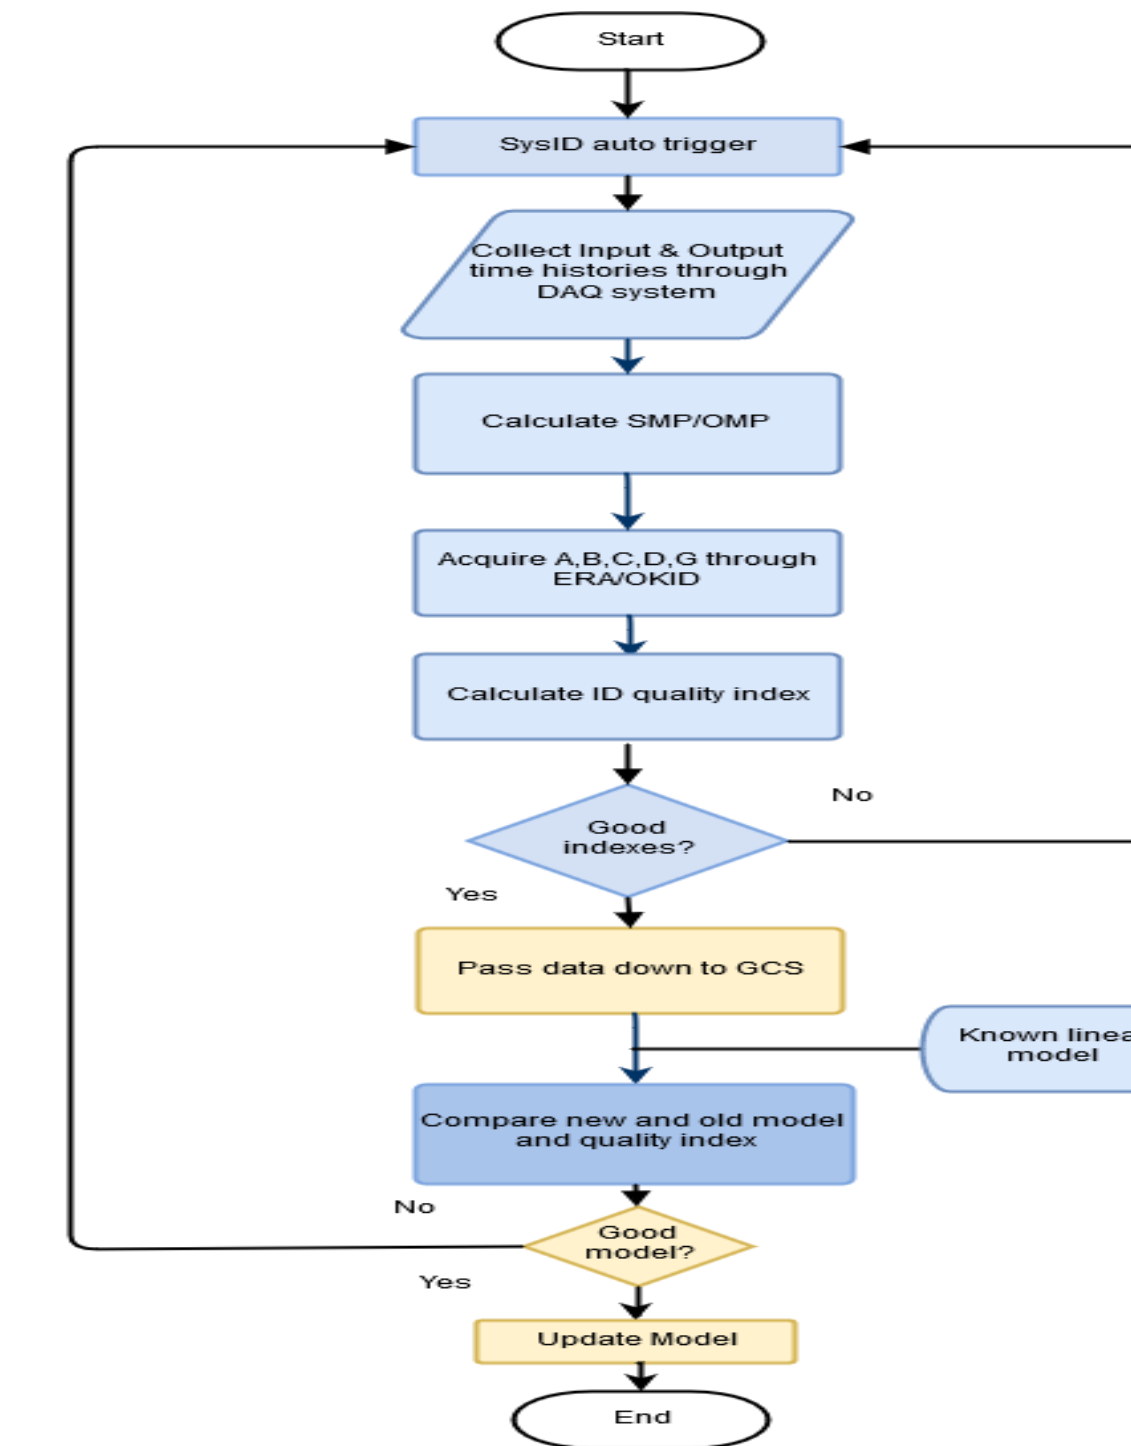 Start
SysID auto trigger
Collect Input & Output
time histories through
DAQ system
Calculate SMP/OMP
Acquire A,B,C,D,G through
ERA/OKID
Calculate ID quality index
No
Good
indexes?
Yes
Pass data down to GCS
Known
model
Compare new and old model
and quality index
No
Good
model?
Yes
Update Model
End